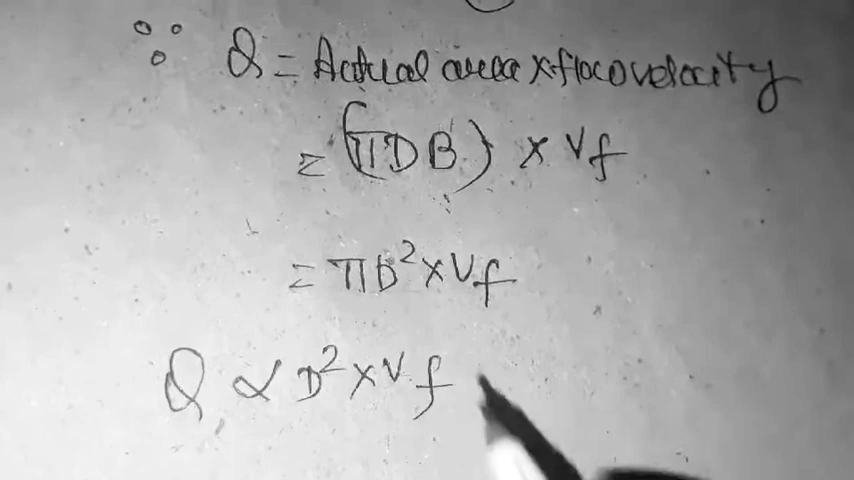 ∵ Q = Actual area x flow velocity
= (πDB) x Vf
= πD² x Vf
Q ∝ D² x Vf